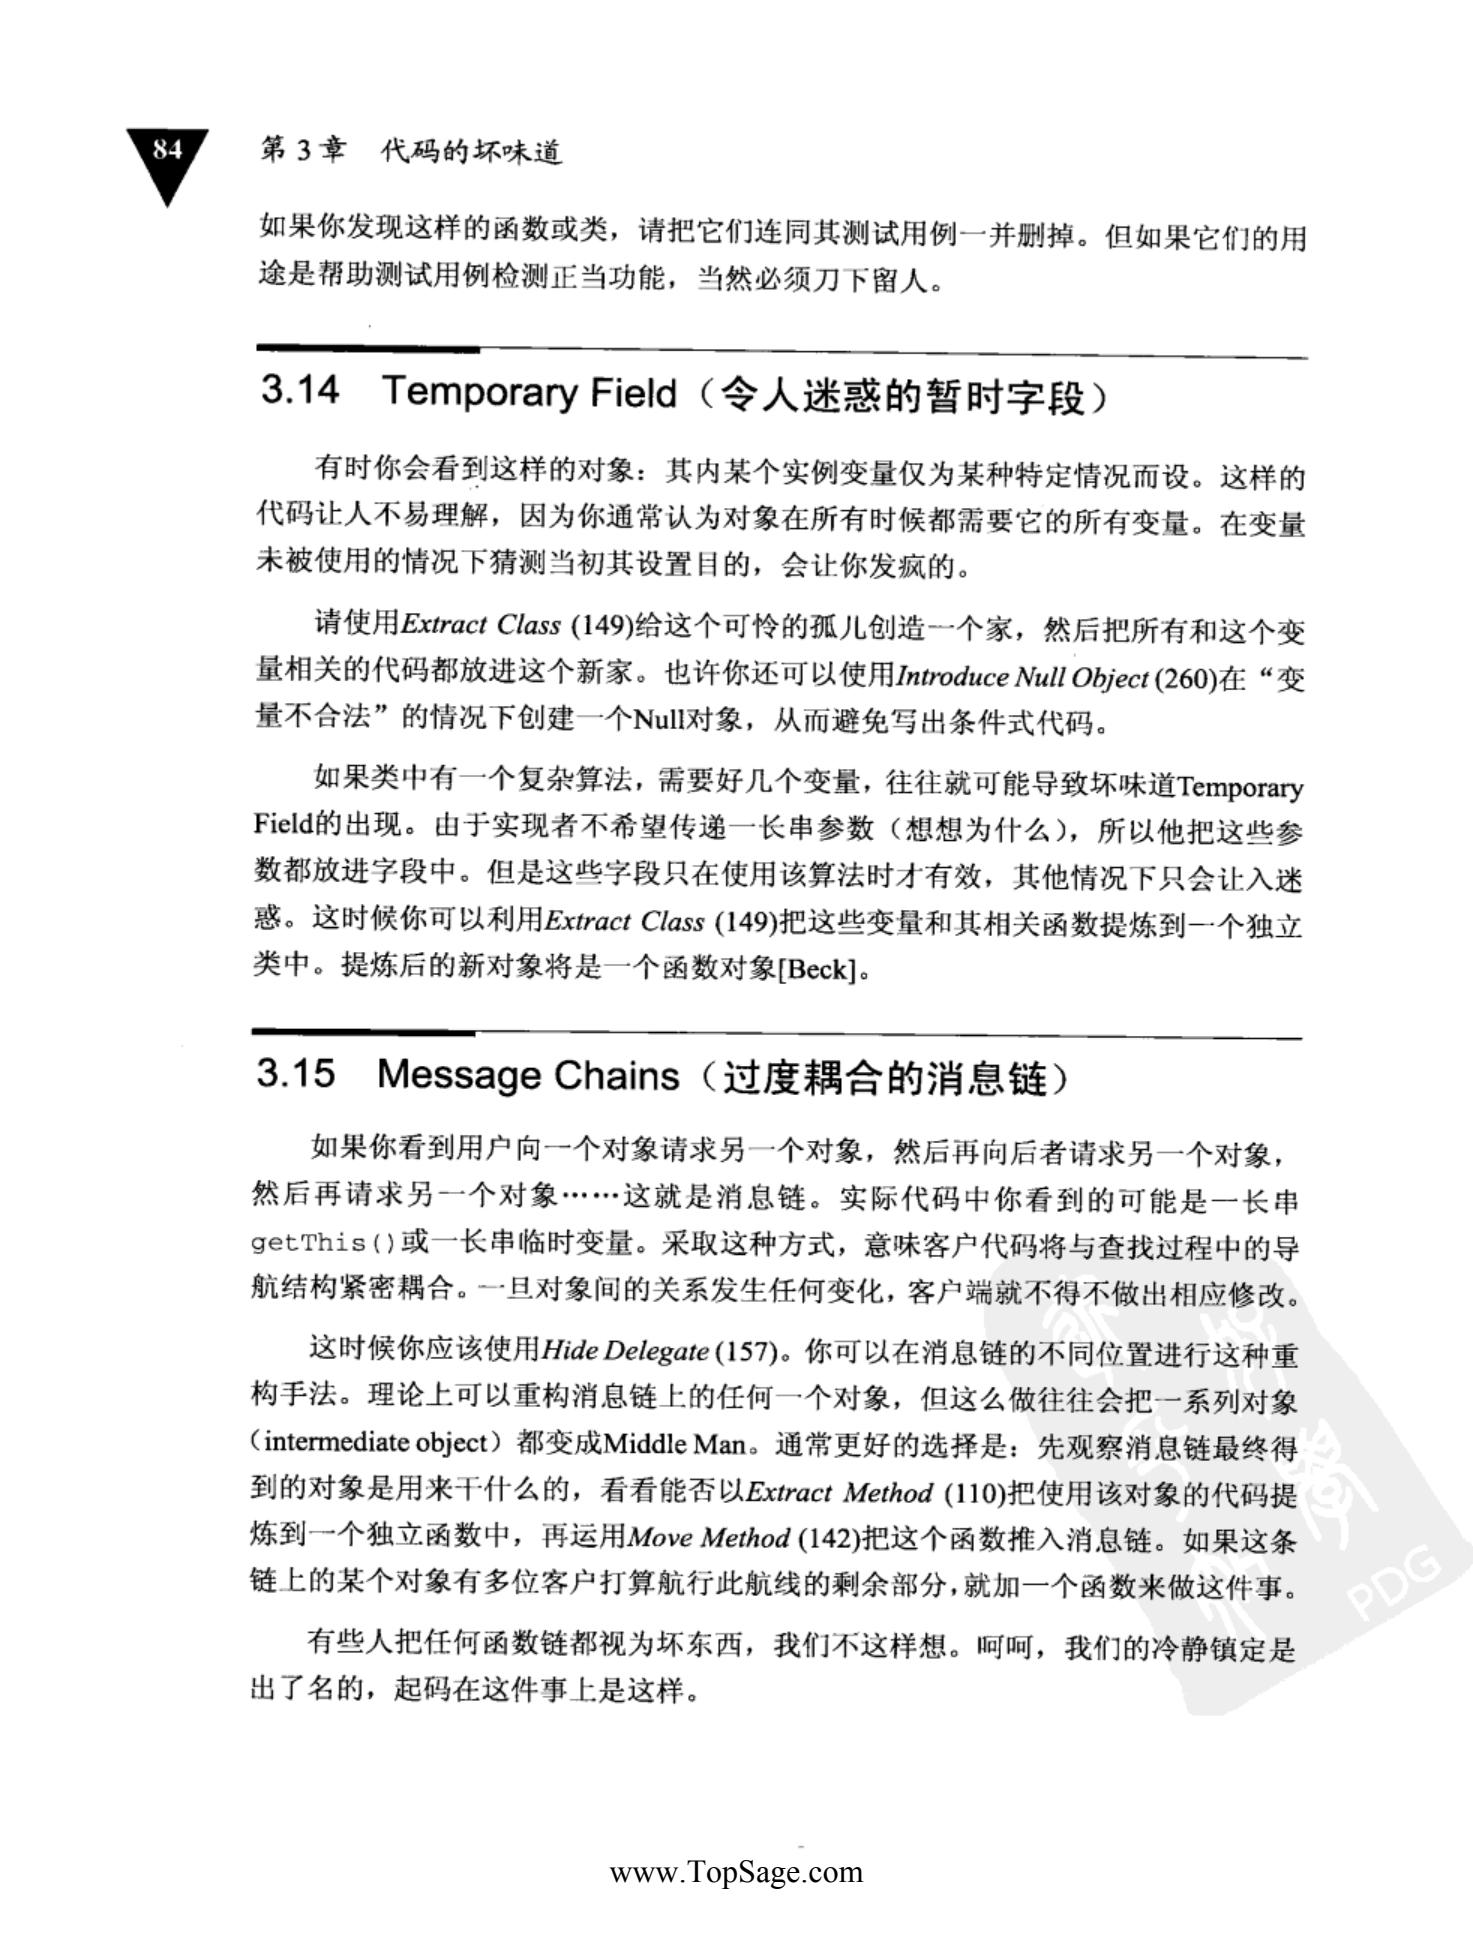 84
第 3 章 代码的坏味道
如果你发现这样的函数或类，请把它们连同其测试用例一并删掉。但如果它们的用
途是帮助测试用例检测正当功能，当然必须刀下留人。
3.14 Temporary Field（令人迷惑的暂时字段）
有时你会看到这样的对象：其内某个实例变量仅为某种特定情况而设。这样的
代码让人不易理解，因为你通常认为对象在所有时候都需要它的所有变量。在变量
未被使用的情况下猜测当初其设置目的，会让你发疯的。
请使用Extract Class (149)给这个可怜的孤儿创造一个家，然后把所有和这个变
量相关的代码都放进这个新家。也许你还可以使用Introduce Null Object (260)在“变
量不合法”的情况下创建一个Null对象，从而避免写出条件式代码。
如果类中有一个复杂算法，需要好几个变量，往往就可能导致坏味道Temporary
Field的出现。由于实现者不希望传递一长串参数（想想为什么），所以他把这些参
数都放进字段中。但是这些字段只在使用该算法时才有效，其他情况下只会让入迷
惑。这时候你可以利用Extract Class (149)把这些变量和其相关函数提炼到一个独立
类中。提炼后的新对象将是一个函数对象[Beck]。
3.15 Message Chains（过度耦合的消息链）
如果你看到用户向一个对象请求另一个对象，然后再向后者请求另一个对象，
然后再请求另一个对象……这就是消息链。实际代码中你看到的可能是一长串
getThis()或一长串临时变量。采取这种方式，意味客户代码将与查找过程中的导
航结构紧密耦合。一旦对象间的关系发生任何变化，客户端就不得不做出相应修改。
这时候你应该使用Hide Delegate (157)。你可以在消息链的不同位置进行这种重
构手法。理论上可以重构消息链上的任何一个对象，但这么做往往会把一系列对象
（intermediate object）都变成Middle Man。通常更好的选择是：先观察消息链最终得
到的对象是用来干什么的，看看能否以Extract Method (110)把使用该对象的代码提
炼到一个独立函数中，再运用Move Method (142)把这个函数推入消息链。如果这条
链上的某个对象有多位客户打算航行此航线的剩余部分，就加一个函数来做这件事。
有些人把任何函数链都视为坏东西，我们不这样想。呵呵，我们的冷静镇定是
出了名的，起码在这件事上是这样。
PDG
www.TopSage.com